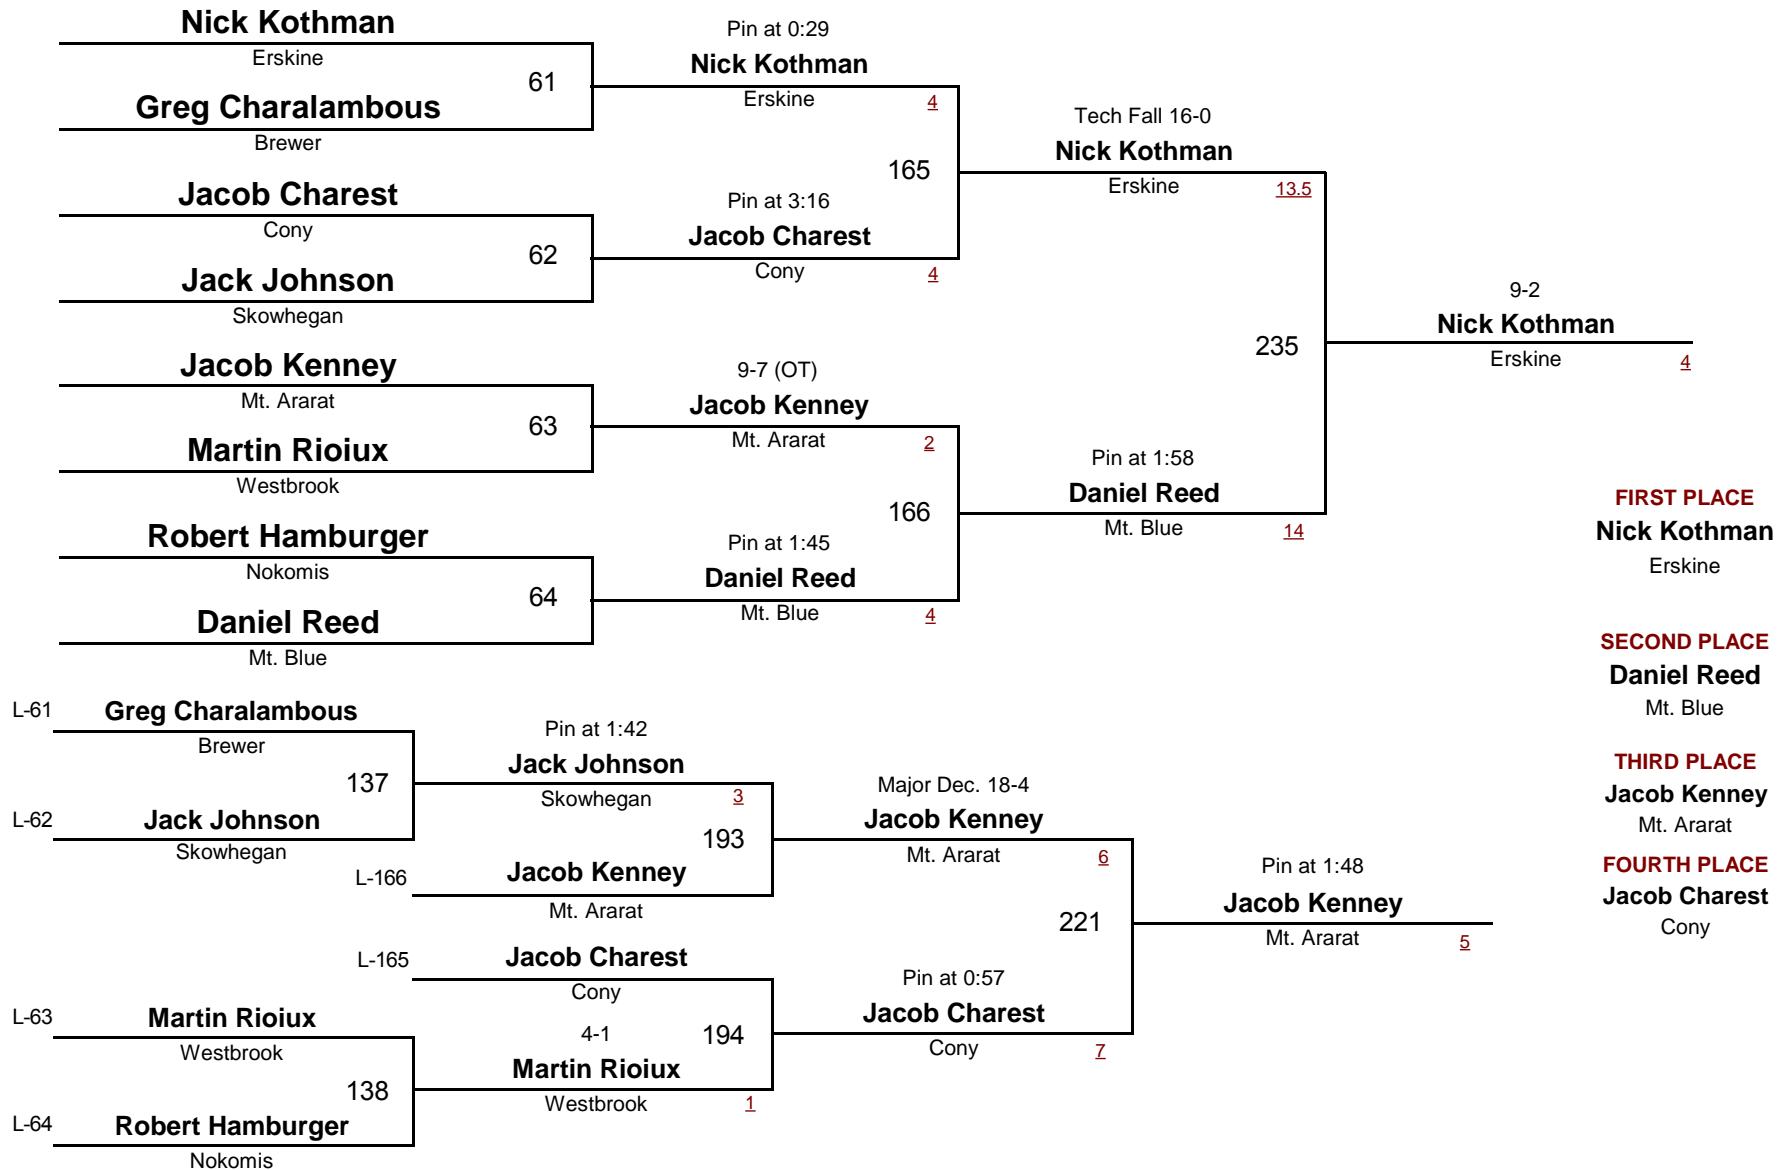 Nick Kothman
Erskine
61
Greg Charalambous
Brewer
Jacob Charest
Cony
62
Jack Johnson
Skowhegan
Jacob Kenney
Mt. Ararat
63
Martin Rioiux
Westbrook
Robert Hamburger
Nokomis
64
Daniel Reed
Mt. Blue
Pin at 0:29
Nick Kothman
Erskine
4
165
Pin at 3:16
Jacob Charest
Cony
4
9-7 (OT)
Jacob Kenney
Mt. Ararat
2
166
Pin at 1:45
Daniel Reed
Mt. Blue
4
Tech Fall 16-0
Nick Kothman
Erskine
13.5
235
Pin at 1:58
Daniel Reed
Mt. Blue
14
9-2
Nick Kothman
Erskine
4
L-61
Greg Charalambous
Brewer
137
L-62
Jack Johnson
Skowhegan
L-63
Martin Rioiux
Westbrook
138
L-64
Robert Hamburger
Nokomis
Pin at 1:42
Jack Johnson
Skowhegan
3
193
L-166
Jacob Kenney
Mt. Ararat
L-165
Jacob Charest
Cony
194
4-1
Martin Rioiux
Westbrook
1
Major Dec. 18-4
Jacob Kenney
Mt. Ararat
6
221
Pin at 0:57
Jacob Charest
Cony
7
Pin at 1:48
Jacob Kenney
Mt. Ararat
5
FIRST PLACE
Nick Kothman
Erskine
SECOND PLACE
Daniel Reed
Mt. Blue
THIRD PLACE
Jacob Kenney
Mt. Ararat
FOURTH PLACE
Jacob Charest
Cony